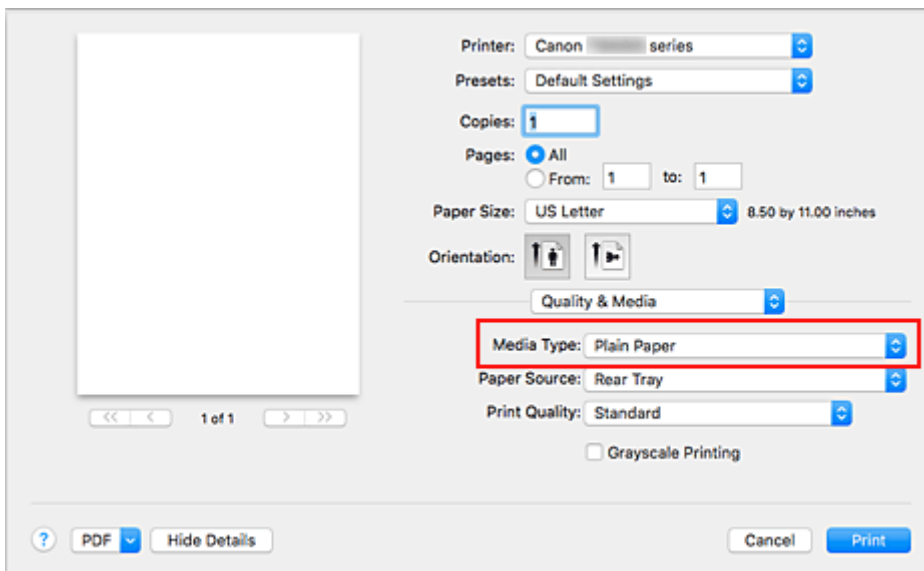 Printer: Canon series
Presets: Default Settings
Copies: 1
Pages: All
From: 1 to: 1
Paper Size: US Letter 8.50 by 11.00 inches
Orientation:
Quality & Media
Media Type: Plain Paper
Paper Source: Rear Tray
Print Quality: Standard
Grayscale Printing
<< < 1 of 1 > >>
? PDF Hide Details Cancel Print